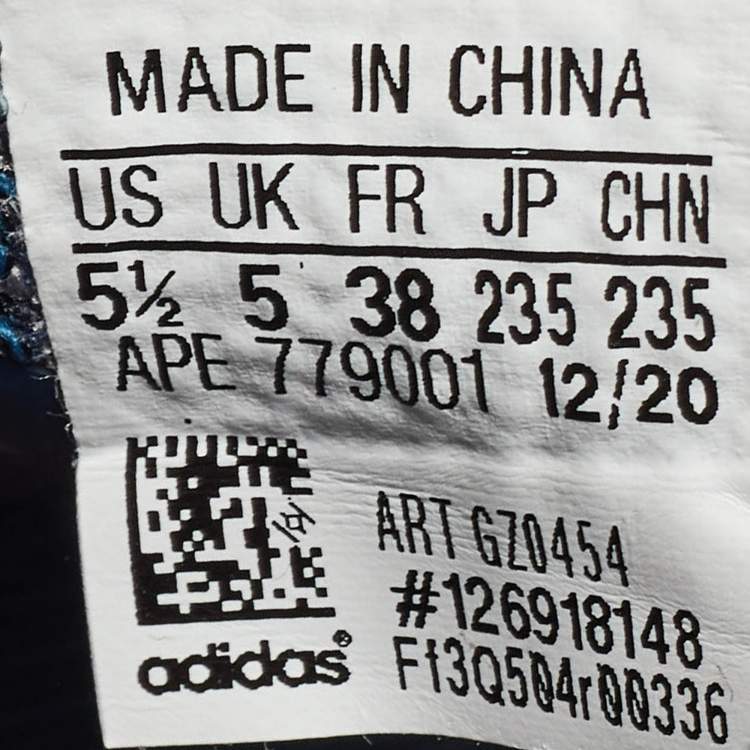 MADE IN CHINA
US UK FR JP CHN
5½ 5 38 235 235
APE 779001 12/20
ART GZ0454
#126918148
Ff3Q504r00336
adidas®